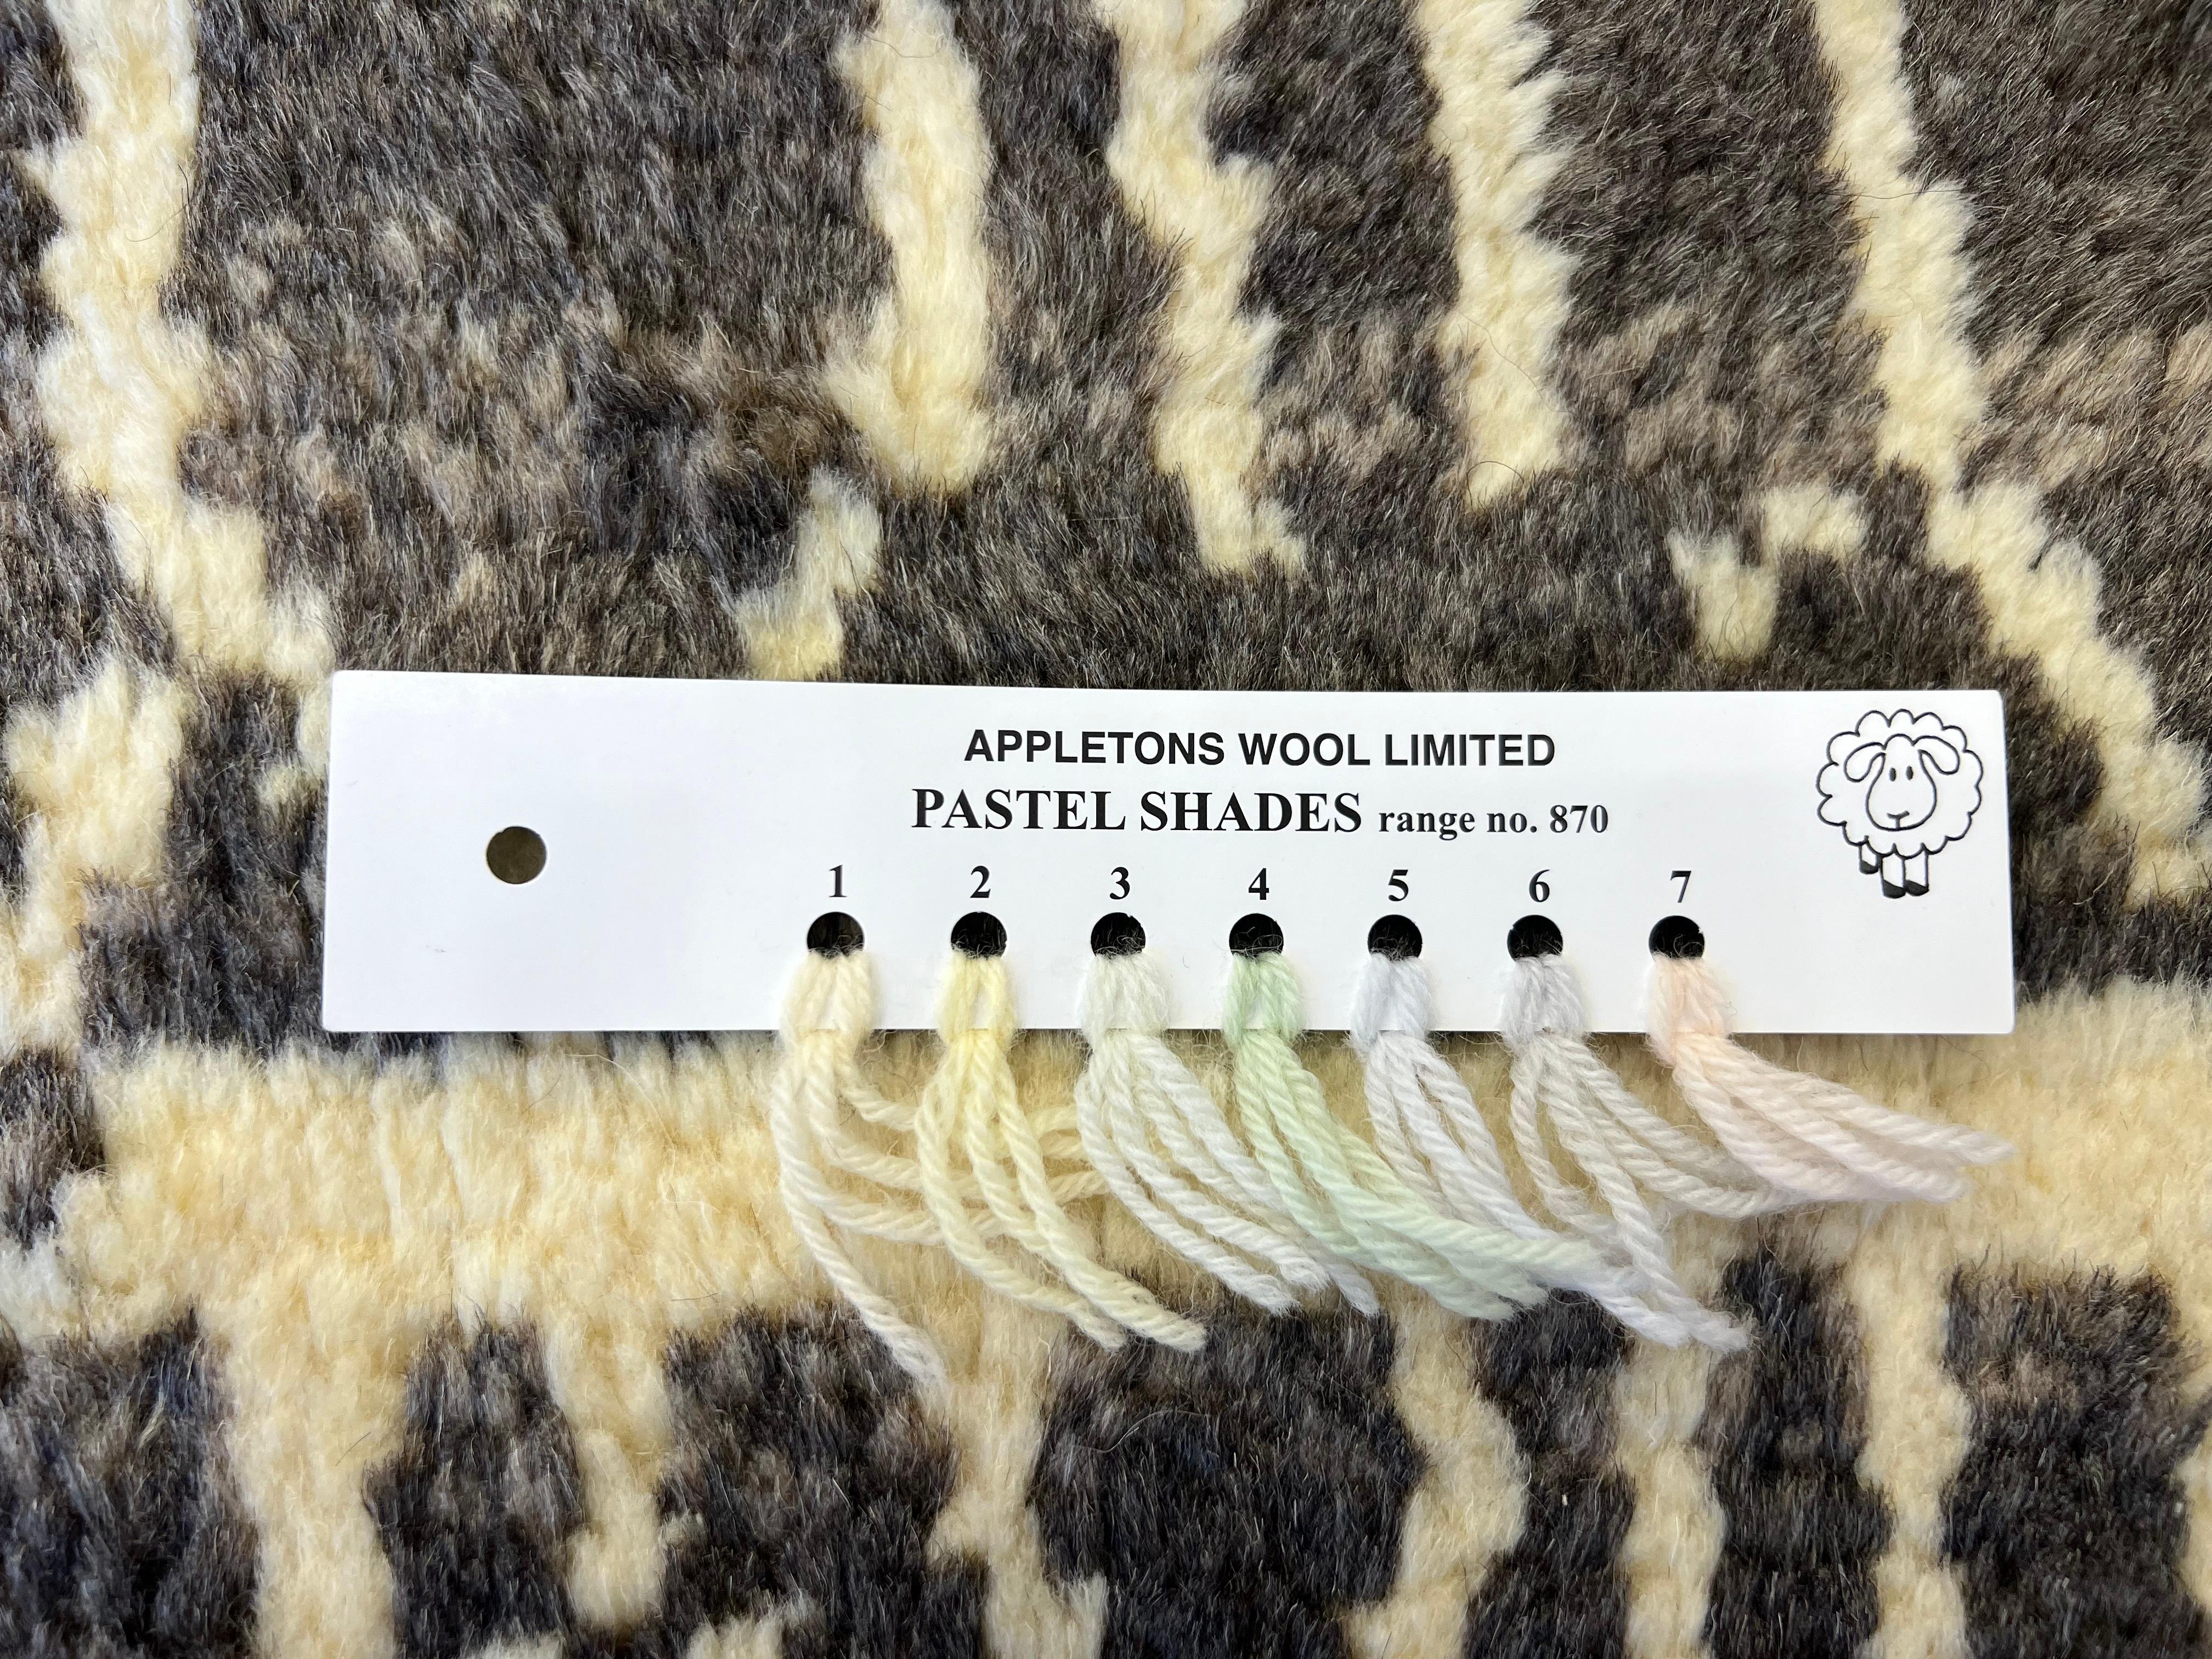 APPLETONS WOOL LIMITED
PASTEL SHADES range no. 870
1 2 3 4 5 6 7